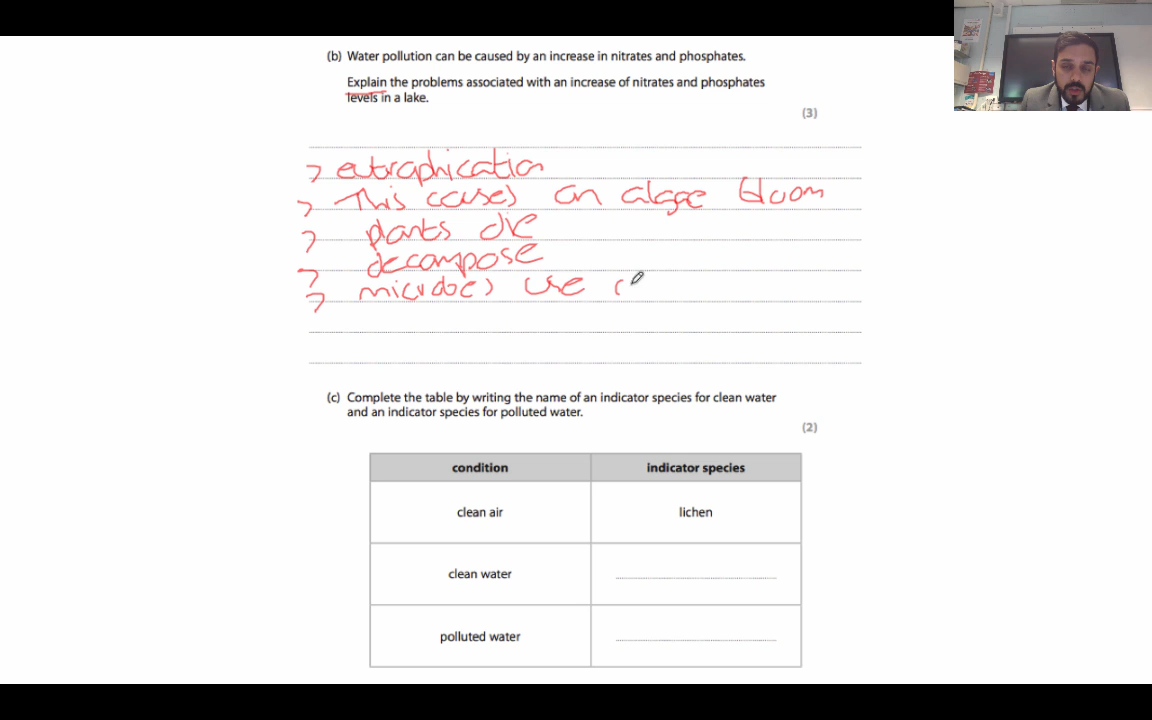 (b) Water pollution can be caused by an increase in nitrates and phosphates.
Explain the problems associated with an increase of nitrates and phosphates
levels in a lake.
(3)
> eutraphication
> This causes an alage bloom
> plants die
> decompose
> microbes use
(c) Complete the table by writing the name of an indicator species for clean water
and an indicator species for polluted water.
(2)
condition indicator species
clean air lichen
clean water
polluted water